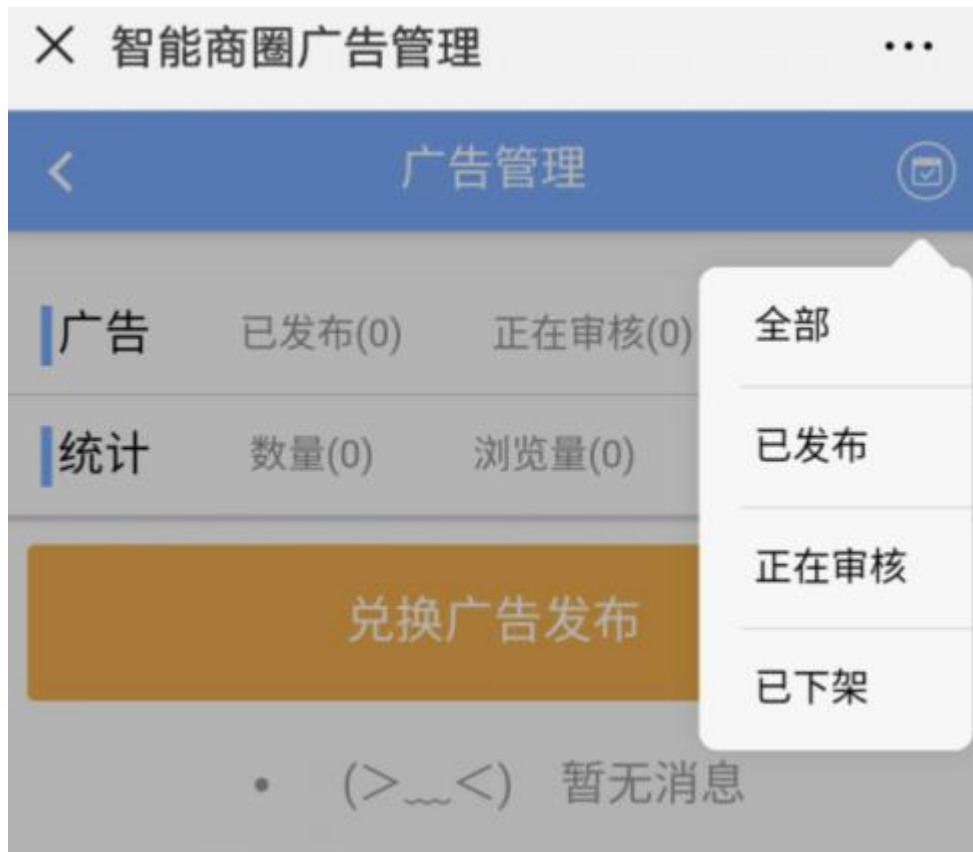 智能商圈广告管理
广告管理
广告 已发布(0) 正在审核(0)
统计 数量(0) 浏览量(0)
全部
已发布
正在审核
已下架
兑换广告发布
• (＞﹏＜) 暂无消息